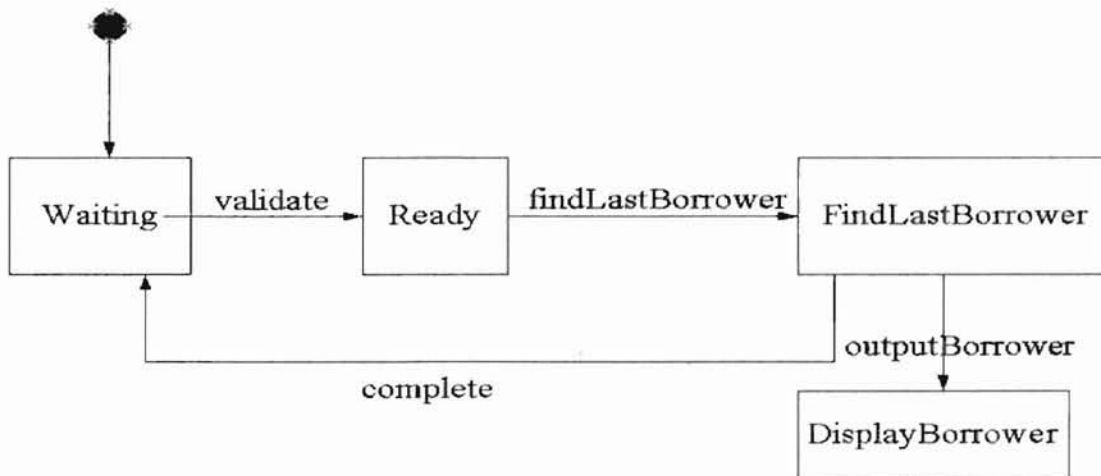 validate
findLastBorrower
Waiting
Ready
FindLastBorrower
outputBorrower
complete
DisplayBorrower